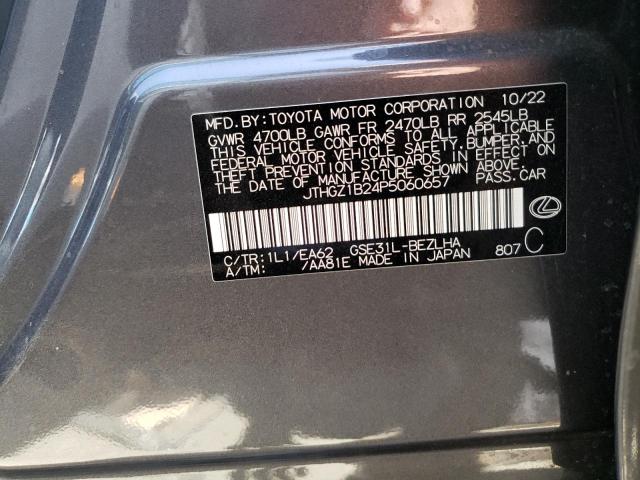 MFD.BY:TOYOTA MOTOR CORPORATION 10/22
GVWR 4700LB GAWR FR 2470LB RR 2545LB
THIS VEHICLE CONFORMS TO ALL APPLICABLE
FEDERAL MOTOR VEHICLE SAFETY,BUMPER,AND
THEFT PREVENTION STANDARDS IN EFFECT ON
THE DATE OF MANUFACTURE SHOWN ABOVE.
JTHGZ1B24P5060657 PASS.CAR
C/TR:1L1/EA62 GSE31L-BEZLHA
A/TM: /AA81E MADE IN JAPAN 807 C